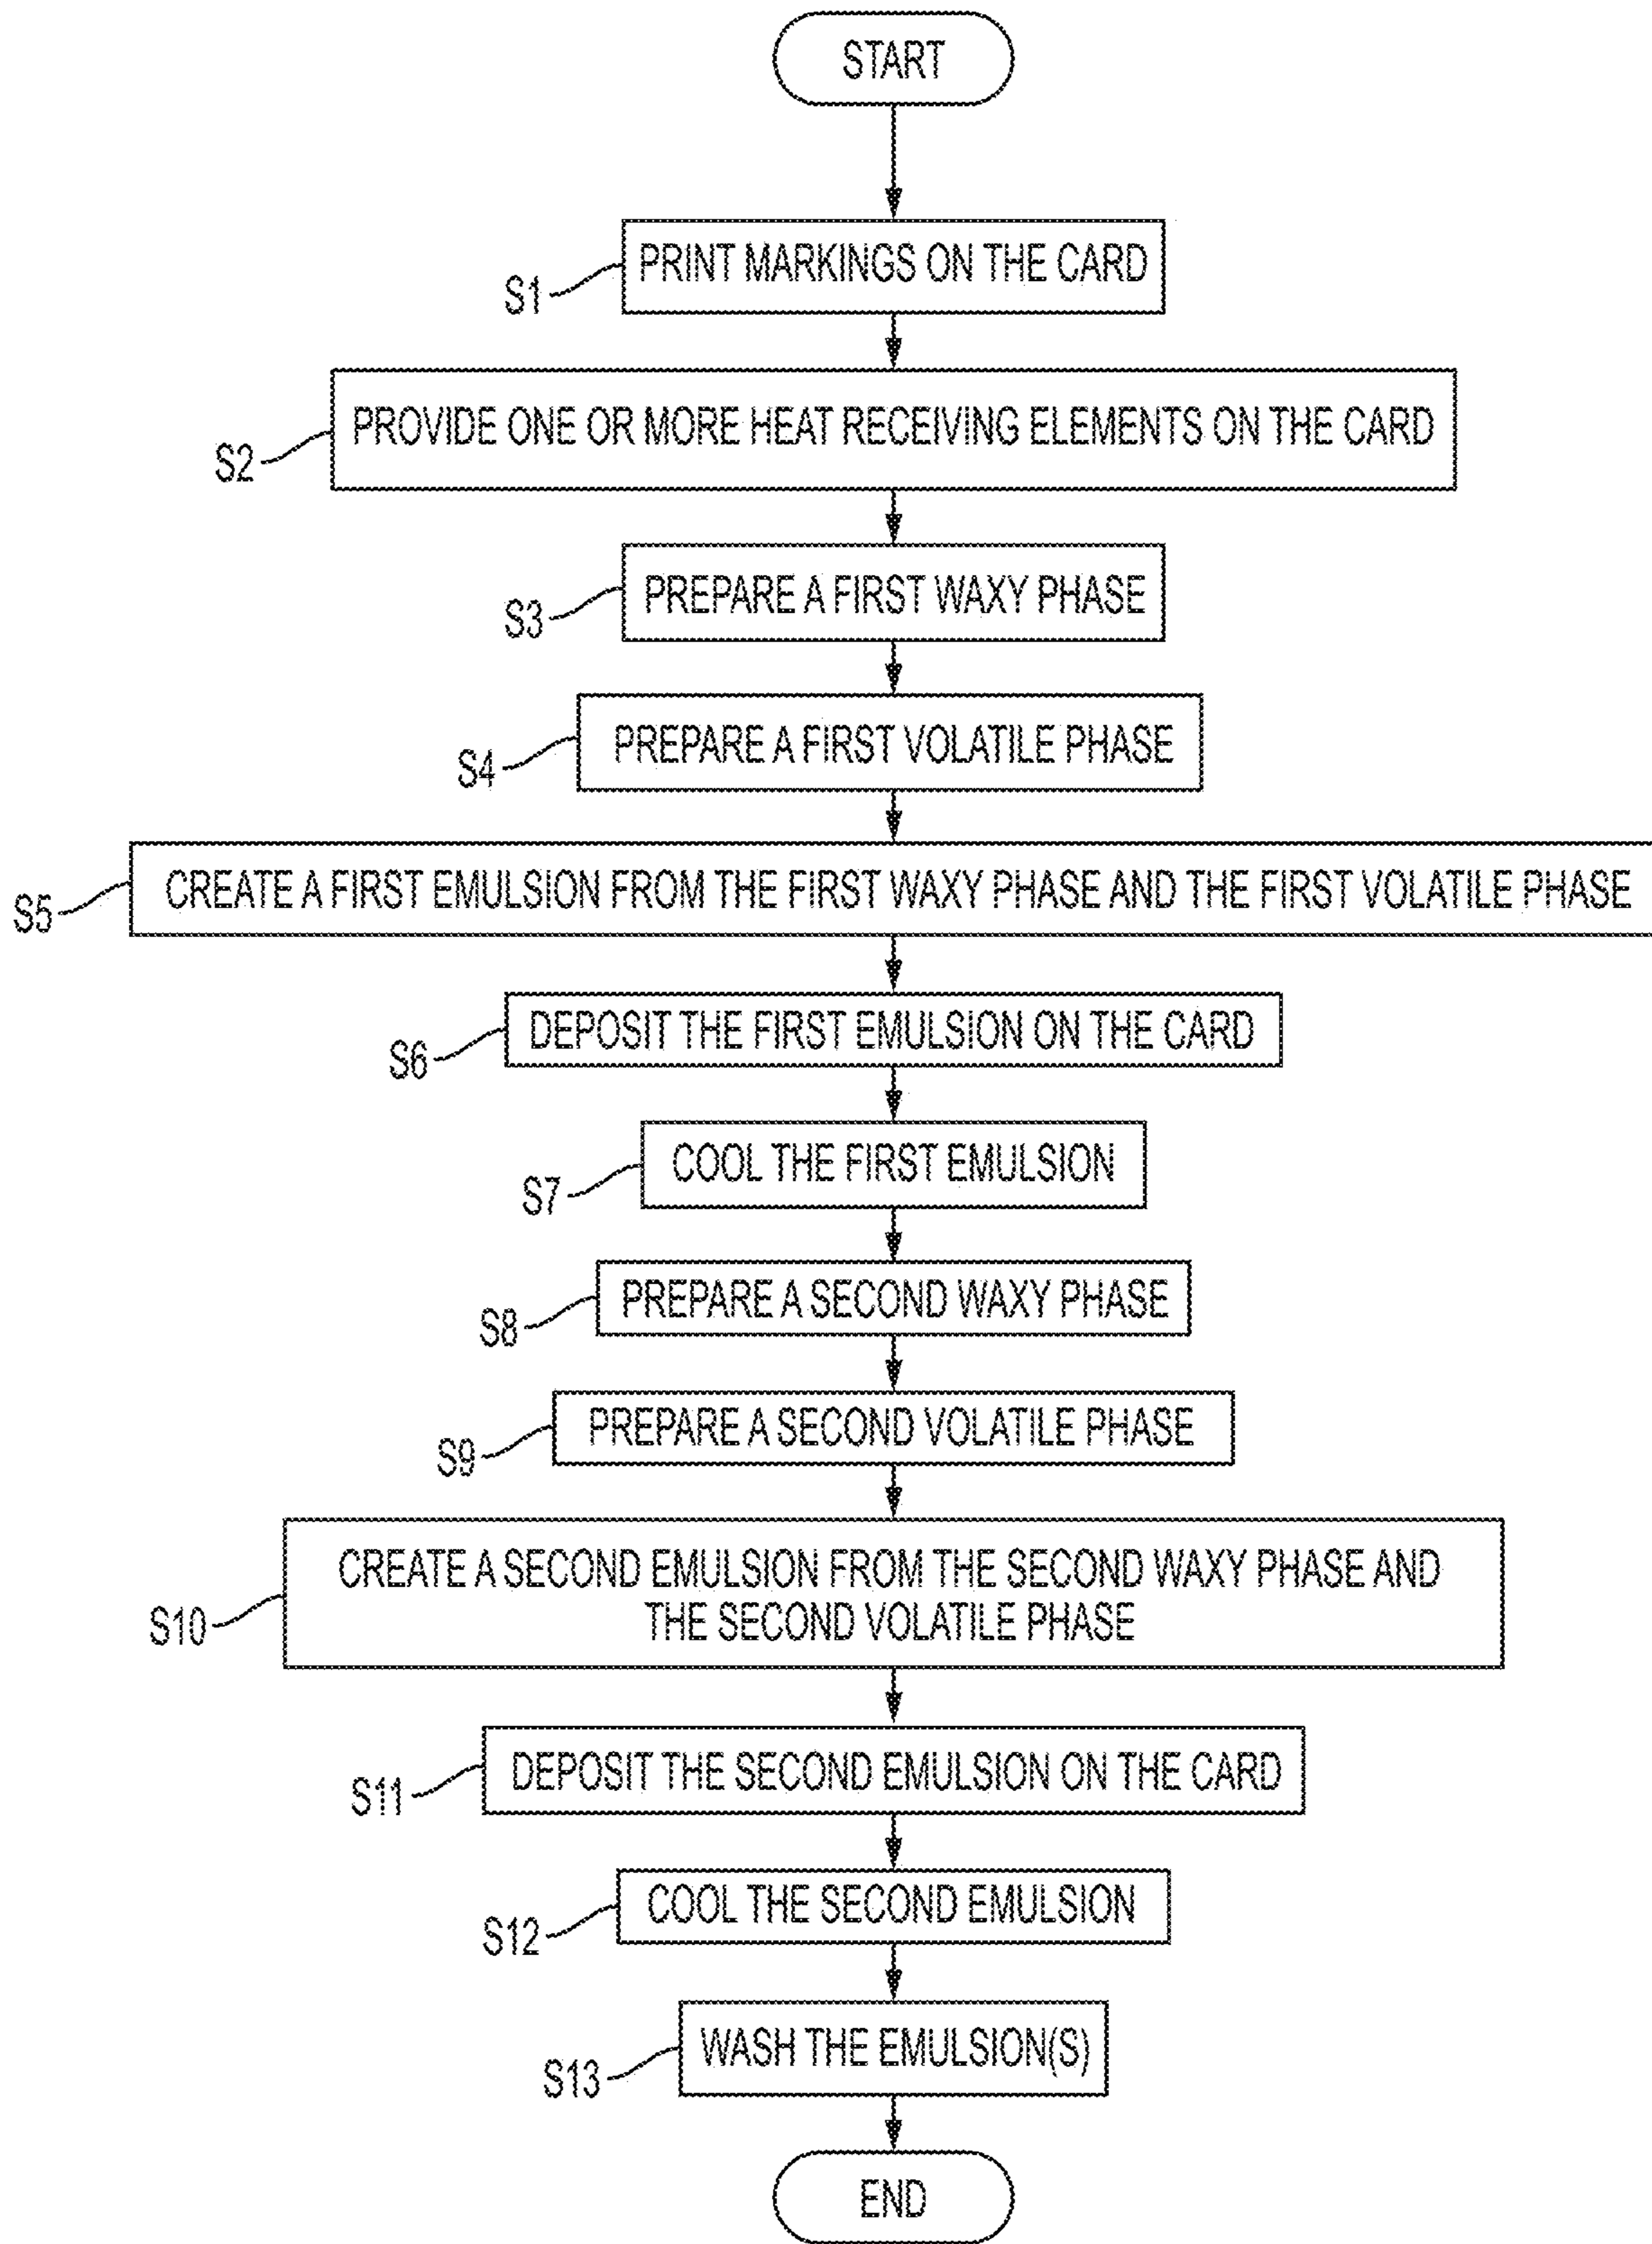 START
PRINT MARKINGS ON THE CARD
S1
PROVIDE ONE OR MORE HEAT RECEIVING ELEMENTS ON THE CARD
S2
PREPARE A FIRST WAXY PHASE
S3
PREPARE A FIRST VOLATILE PHASE
S4
CREATE A FIRST EMULSION FROM THE FIRST WAXY PHASE AND THE FIRST VOLATILE PHASE
S5
DEPOSIT THE FIRST EMULSION ON THE CARD
S6
COOL THE FIRST EMULSION
S7
PREPARE A SECOND WAXY PHASE
S8
PREPARE A SECOND VOLATILE PHASE
S9
CREATE A SECOND EMULSION FROM THE SECOND WAXY PHASE AND
THE SECOND VOLATILE PHASE
S10
DEPOSIT THE SECOND EMULSION ON THE CARD
S11
COOL THE SECOND EMULSION
S12
WASH THE EMULSION(S)
S13
END